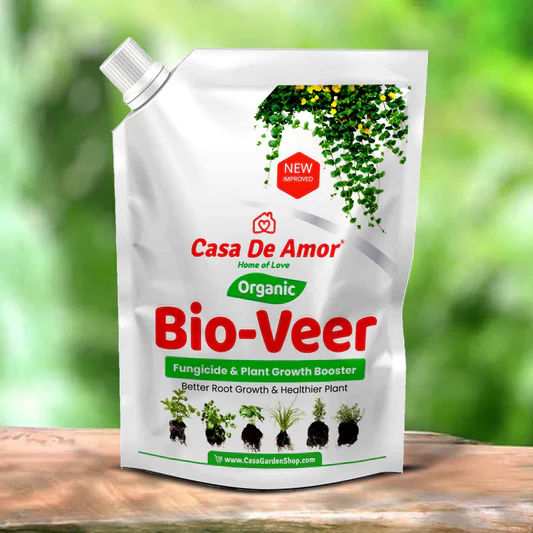 NEW
IMPROVED
Casa De Amor®
Home of Love
Organic
Bio-Veer
Fungicide & Plant Growth Booster
Better Root Growth & Healthier Plant
www.CasaGardenShop.com